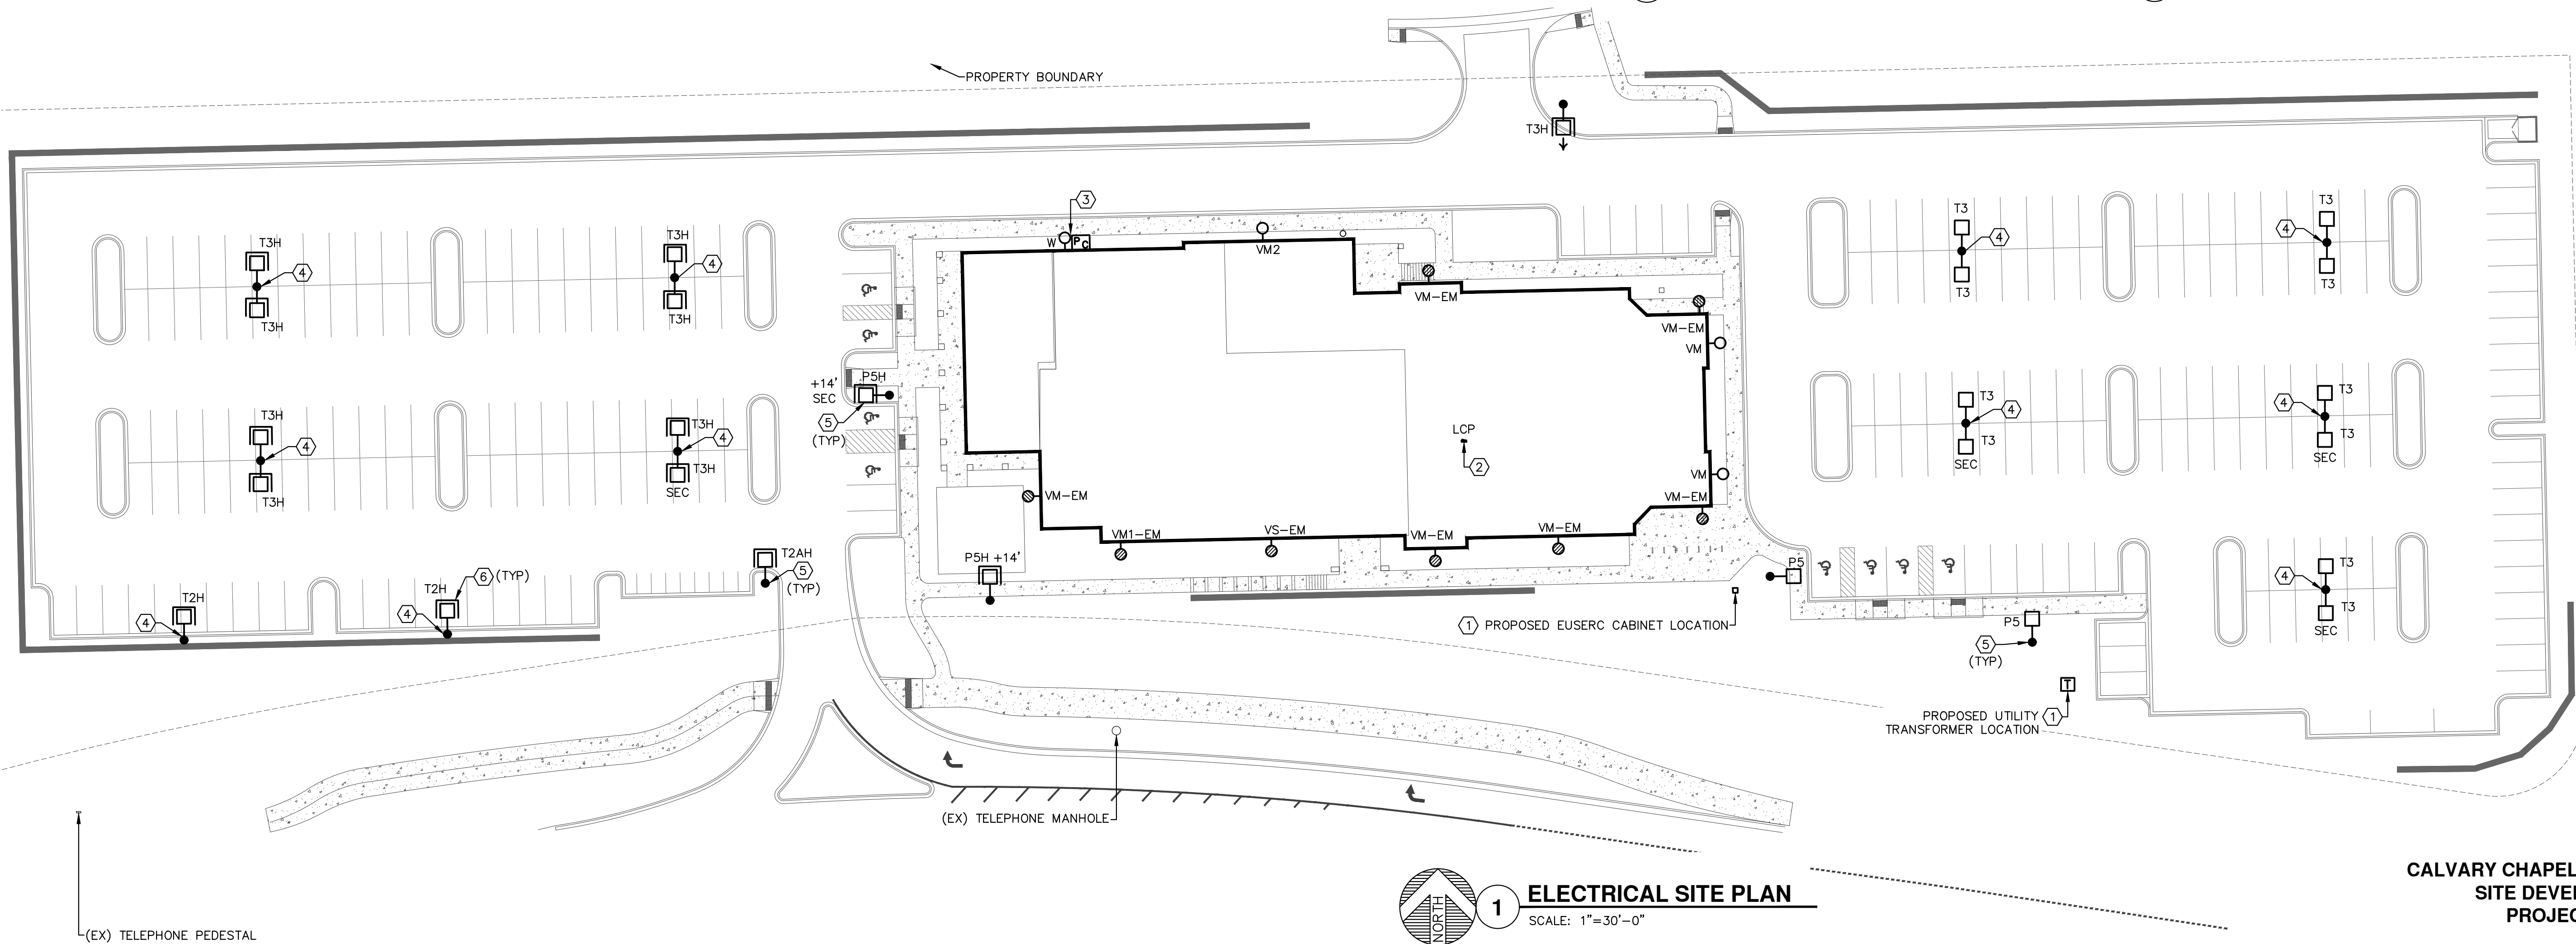 PROPERTY BOUNDARY
T3H
3
W
PC
VM2
T3H
4
T3H
T3H
4
T3H
VM-EM
VM-EM
VM
T3
4
T3
T3
4
T3
+14'
SEC
P5H
5
(TYP)
T3H
4
T3H
T3H
4
T3H
SEC
LCP
2
VM
VM-EM
T3
4
T3
SEC
T3
4
T3
SEC
VM-EM
VM1-EM
VS-EM
VM-EM
VM-EM
T2H
4
T2H
6
(TYP)
4
T2AH
5
(TYP)
P5H +14'
P5
P5
5
(TYP)
T3
4
T3
SEC
1 PROPOSED EUSERC CABINET LOCATION
T
PROPOSED UTILITY
TRANSFORMER LOCATION
1
(EX) TELEPHONE MANHOLE
(EX) TELEPHONE PEDESTAL
NORTH
1
ELECTRICAL SITE PLAN
SCALE: 1"=30'-0"
CALVARY CHAPEL
SITE DEVEL
PROJEC